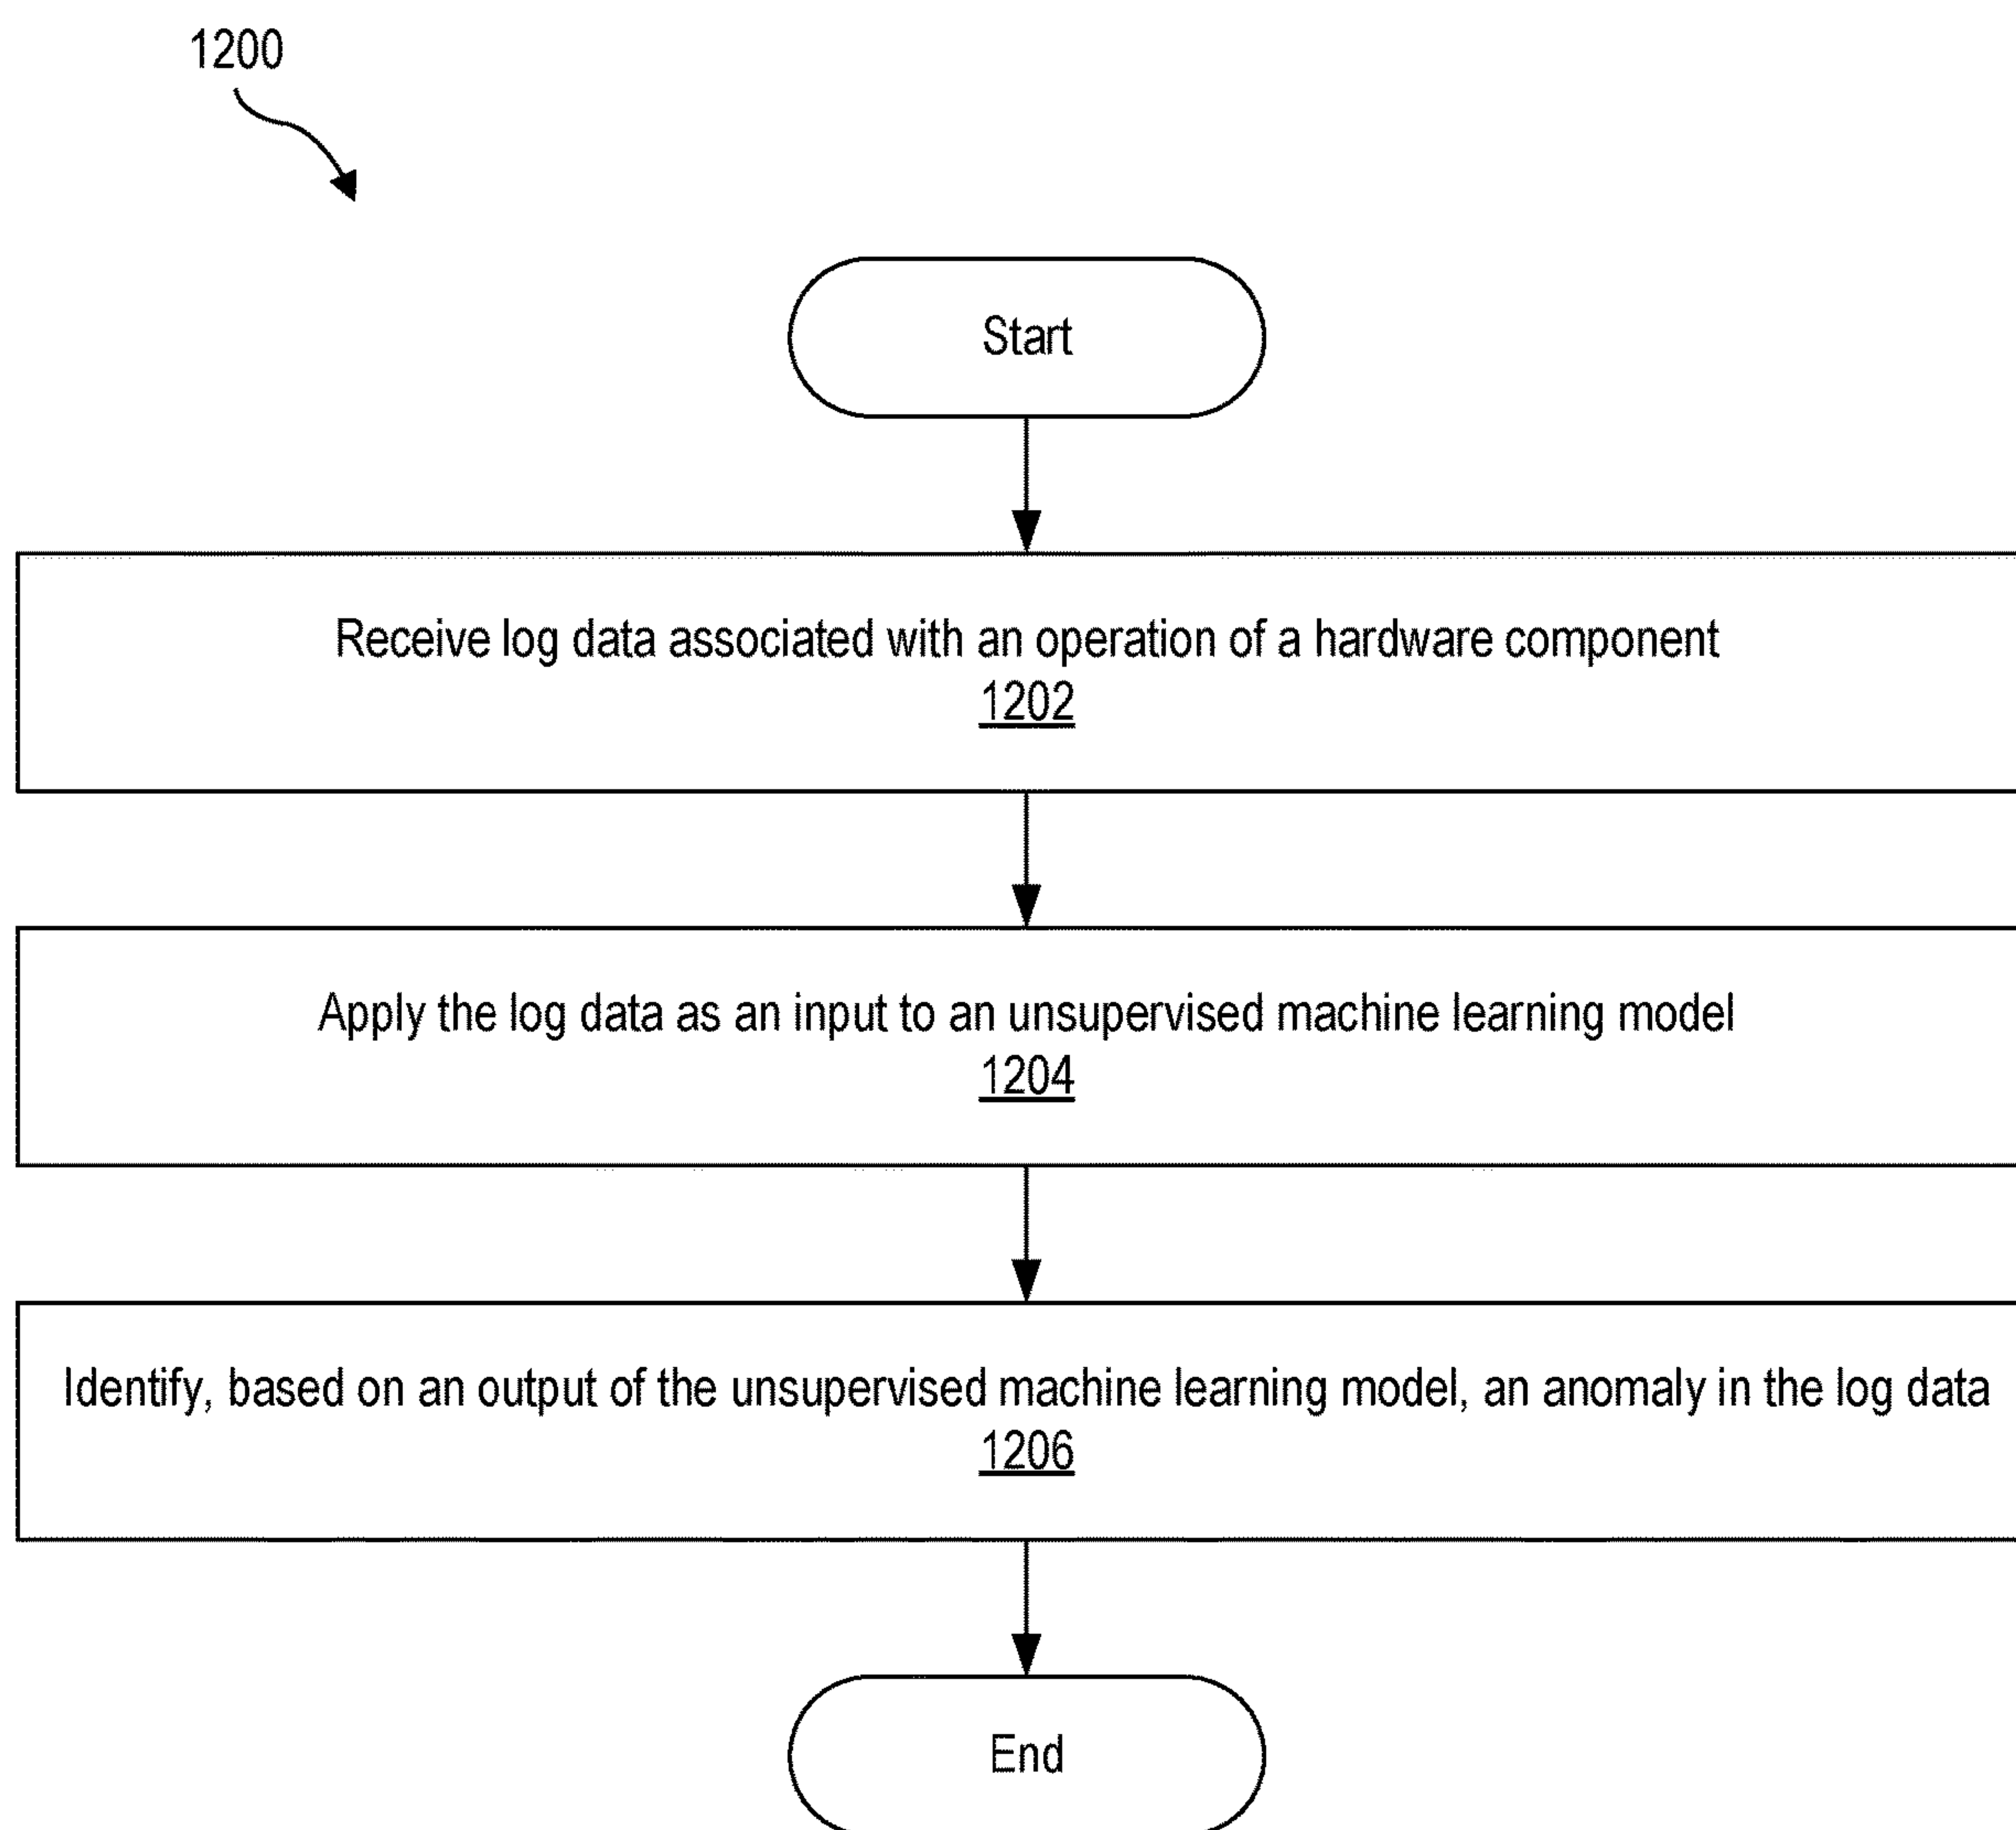 1200
Start
Receive log data associated with an operation of a hardware component
1202
Apply the log data as an input to an unsupervised machine learning model
1204
Identify, based on an output of the unsupervised machine learning model, an anomaly in the log data
1206
End